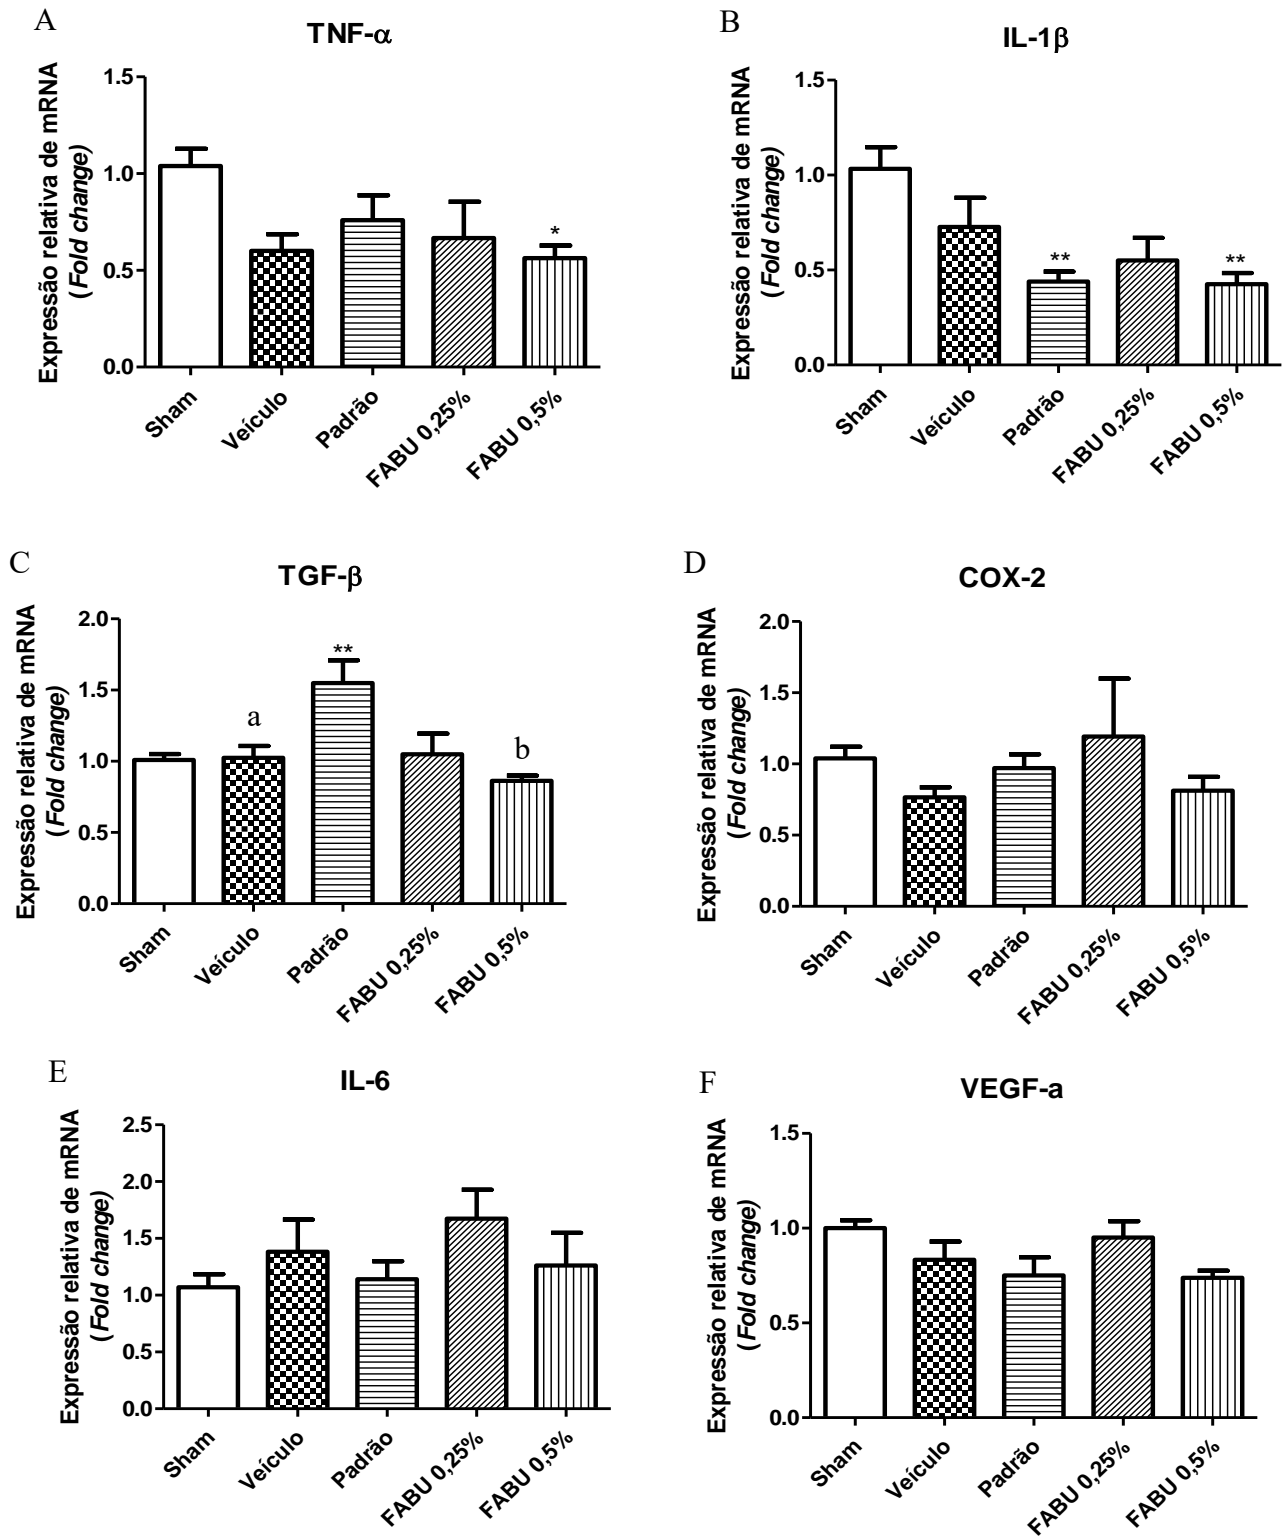 A
TNF-α
Expressão relativa de mRNA
(Fold change)
1.5
1.0
0.5
0.0
*
Sham
Veículo
Padrão
FABU 0,25%
FABU 0,5%
B
IL-1β
Expressão relativa de mRNA
(Fold change)
1.5
1.0
0.5
0.0
**
**
Sham
Veículo
Padrão
FABU 0,25%
FABU 0,5%
C
TGF-β
Expressão relativa de mRNA
(Fold change)
2.0
1.5
1.0
0.5
0.0
a
**
b
Sham
Veículo
Padrão
FABU 0,25%
FABU 0,5%
D
COX-2
Expressão relativa de mRNA
(Fold change)
2.0
1.5
1.0
0.5
0.0
Sham
Veículo
Padrão
FABU 0,25%
FABU 0,5%
E
IL-6
Expressão relativa de mRNA
(Fold change)
2.5
2.0
1.5
1.0
0.5
0.0
Sham
Veículo
Padrão
FABU 0,25%
FABU 0,5%
F
VEGF-a
Expressão relativa de mRNA
(Fold change)
1.5
1.0
0.5
0.0
Sham
Veículo
Padrão
FABU 0,25%
FABU 0,5%